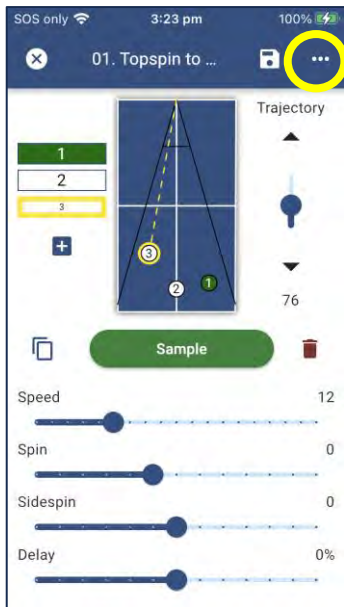 SOS only 3:23 pm 100%
01. Topspin to ...
Trajectory
1
2
3
3
2
1
76
Sample
Speed 12
Spin 0
Sidespin 0
Delay 0%